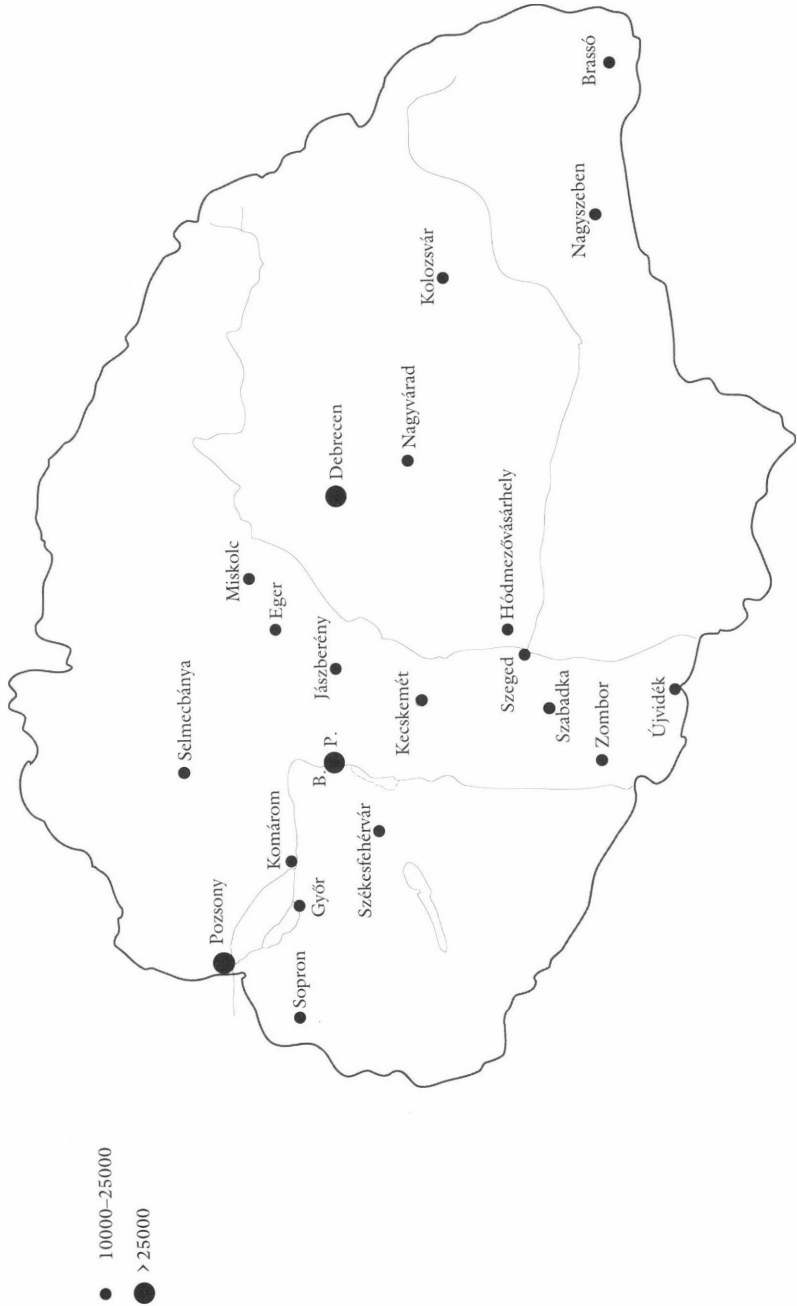 Brassó
Nagyszeben
Kolozsvár
Nagyvárad
Debrecen
Hódmezővásárhely
Miskolc
Eger
Jászberény
Szeged
Kecskemét
Szabadka
Újvidék
Zombor
Selmecbánya
B. P.
Komárom
Székesfehérvár
Pozsony
Győr
Sopron
10000–25000
>25000